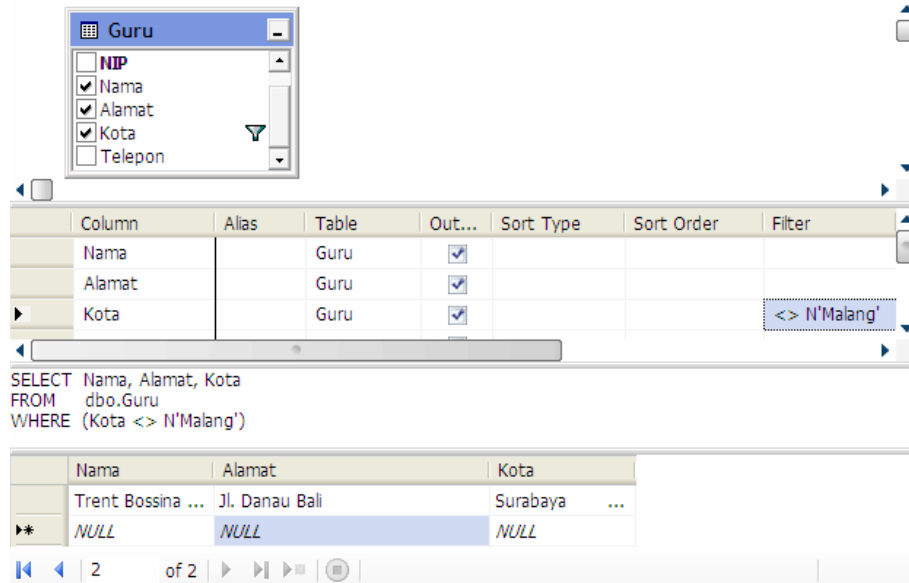 Guru
NIP
Nama
Alamat
Kota
Telepon
Column Alias Table Out... Sort Type Sort Order Filter
Nama Guru
Alamat Guru
Kota Guru <> N'Malang'
SELECT Nama, Alamat, Kota
FROM dbo.Guru
WHERE (Kota <> N'Malang')
Nama Alamat Kota
Trent Bossina ... Jl. Danau Bali Surabaya ...
NULL NULL NULL
2 of 2